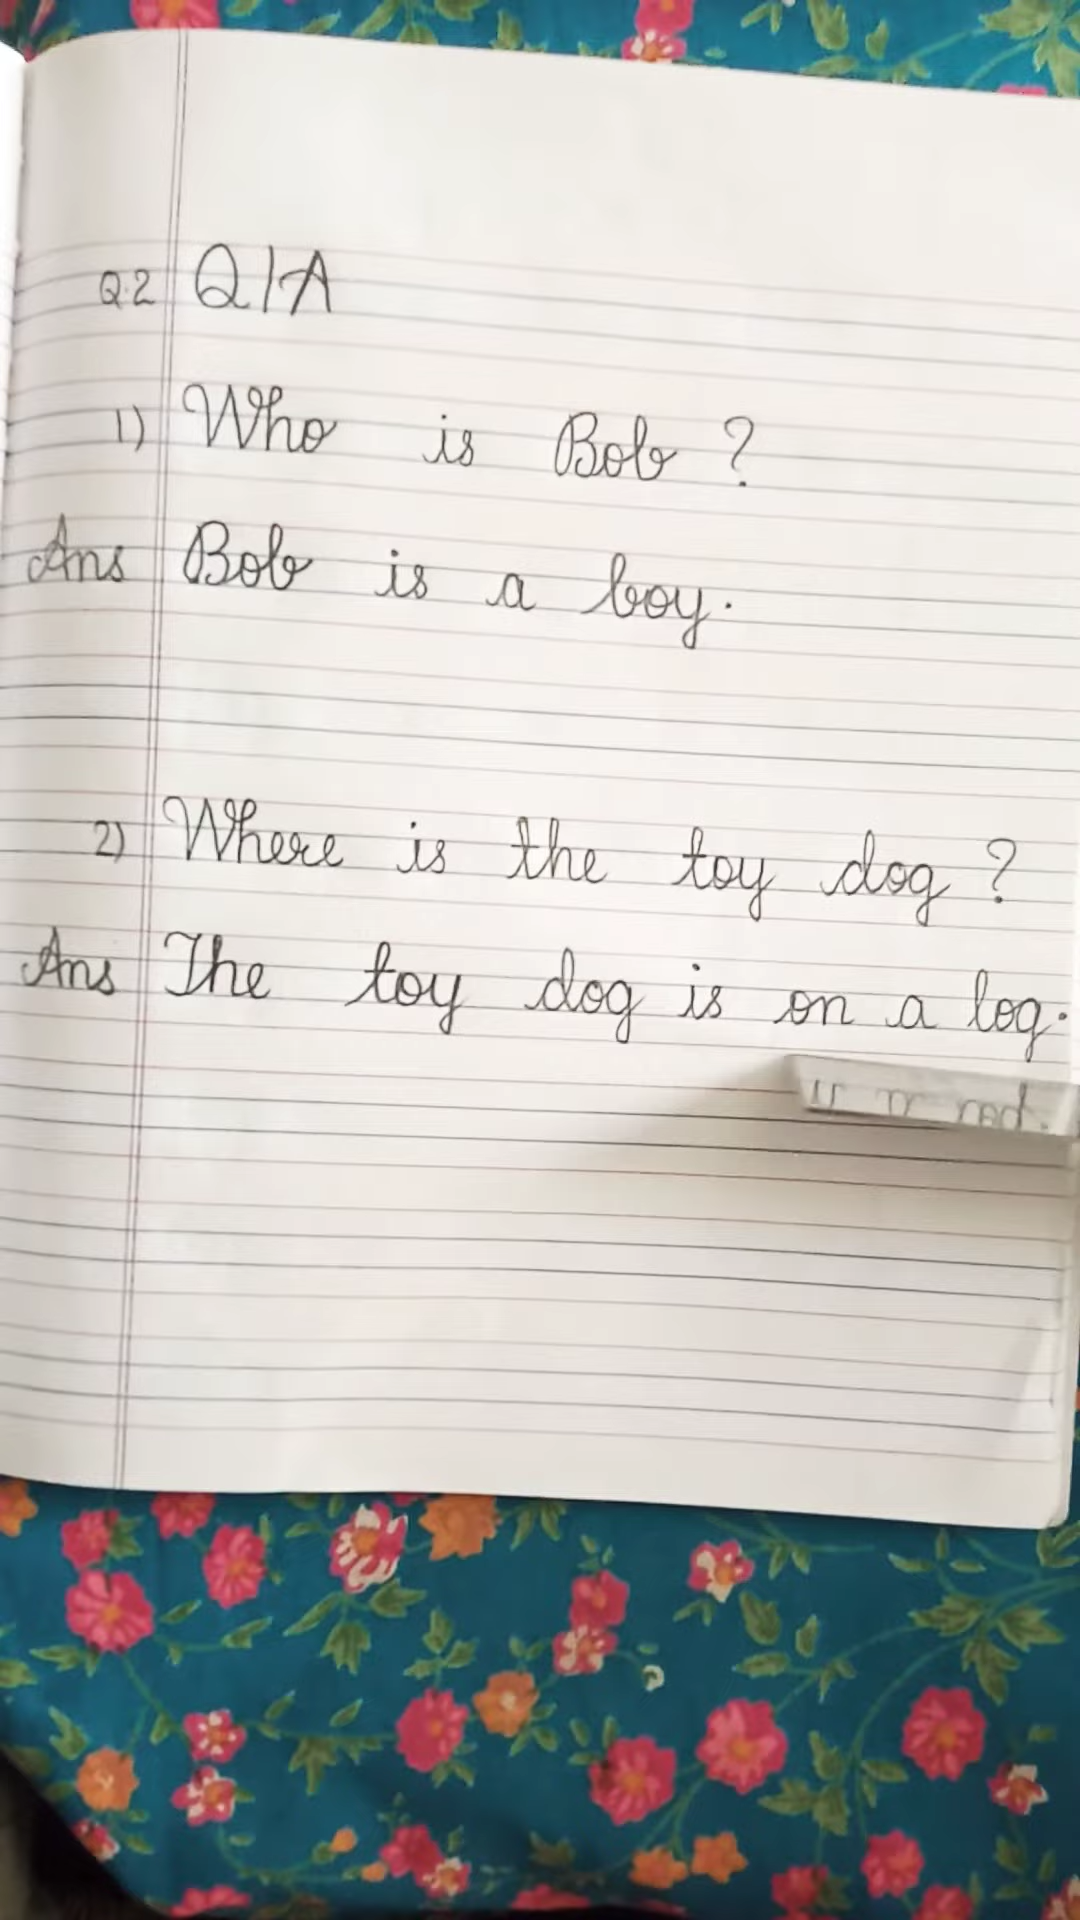 Q.2 Q/A
1) Who is Bob ?
Ans Bob is a boy.
2) Where is the toy dog ?
Ans The toy dog is on a log.
red.